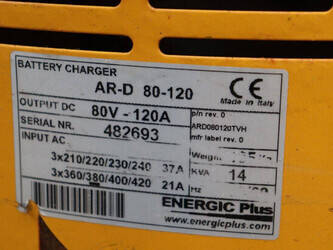 BATTERY CHARGER
AR-D 80-120
CE
Made in Italy
OUTPUT DC
80V - 120A
p/n rev. 0
SERIAL NR.
482693
ARD080120TVH
mfr label rev. 0
INPUT AC
Weight
3x210/220/230/240 37A
KVA 14
3x360/380/400/420 21A
Hz
ENERGIC Plus
www.energicplus.com